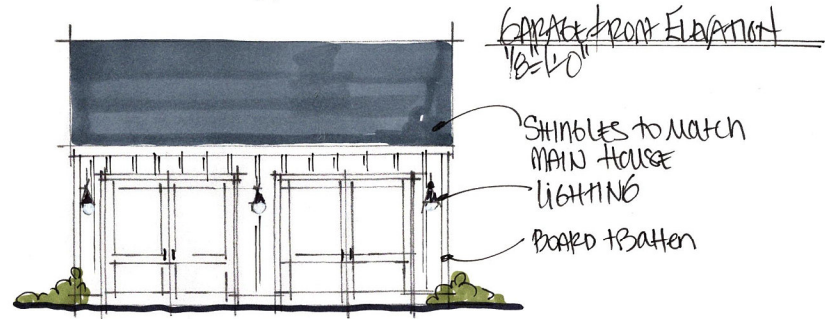 GARAGE FRONT ELEVATION
1/8"=1'-0"
SHINGLES TO MATCH
MAIN HOUSE
LIGHTING
BOARD + BATTEN